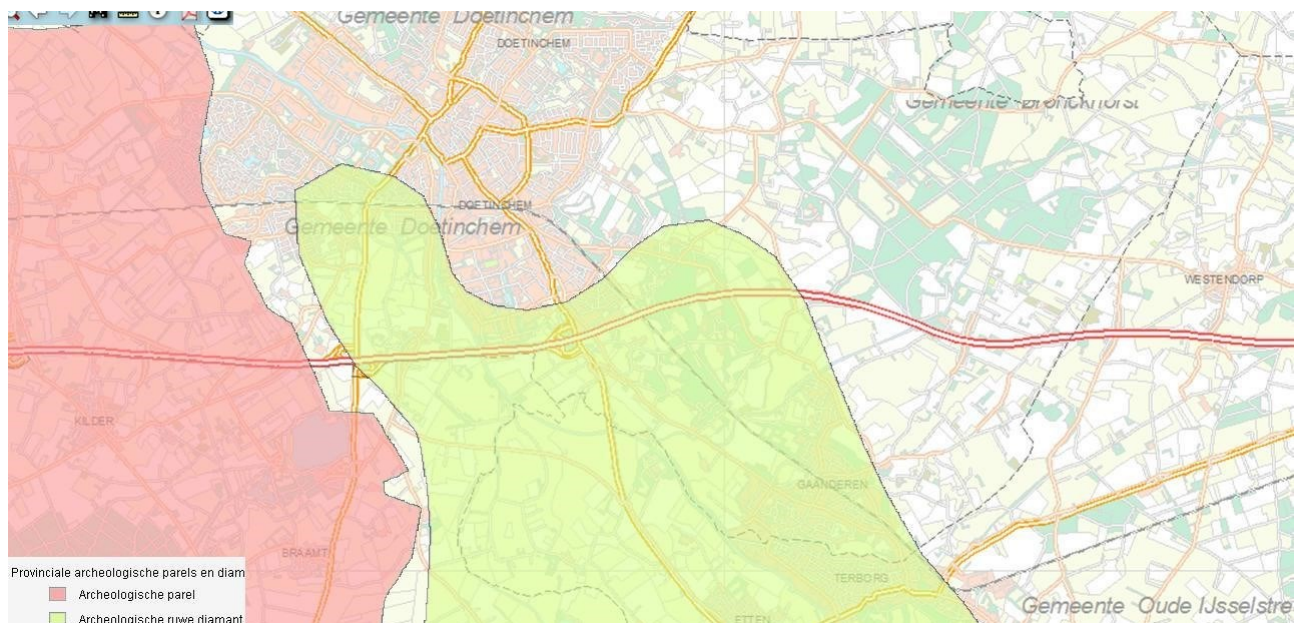 Gemeente Doetinchem
DOETINCHEM
Gemeente Bronckhorst
DOETINCHEM
Gemeente Doetinchem
WESTENDORP
KILDER
GAANDEREN
BRAAMT
TERBORG
Provinciale archeologische parels en diam
Archeologische parel
Gemeente Oude IJsselstre
Archeologische ruwe diamant
ETTEN